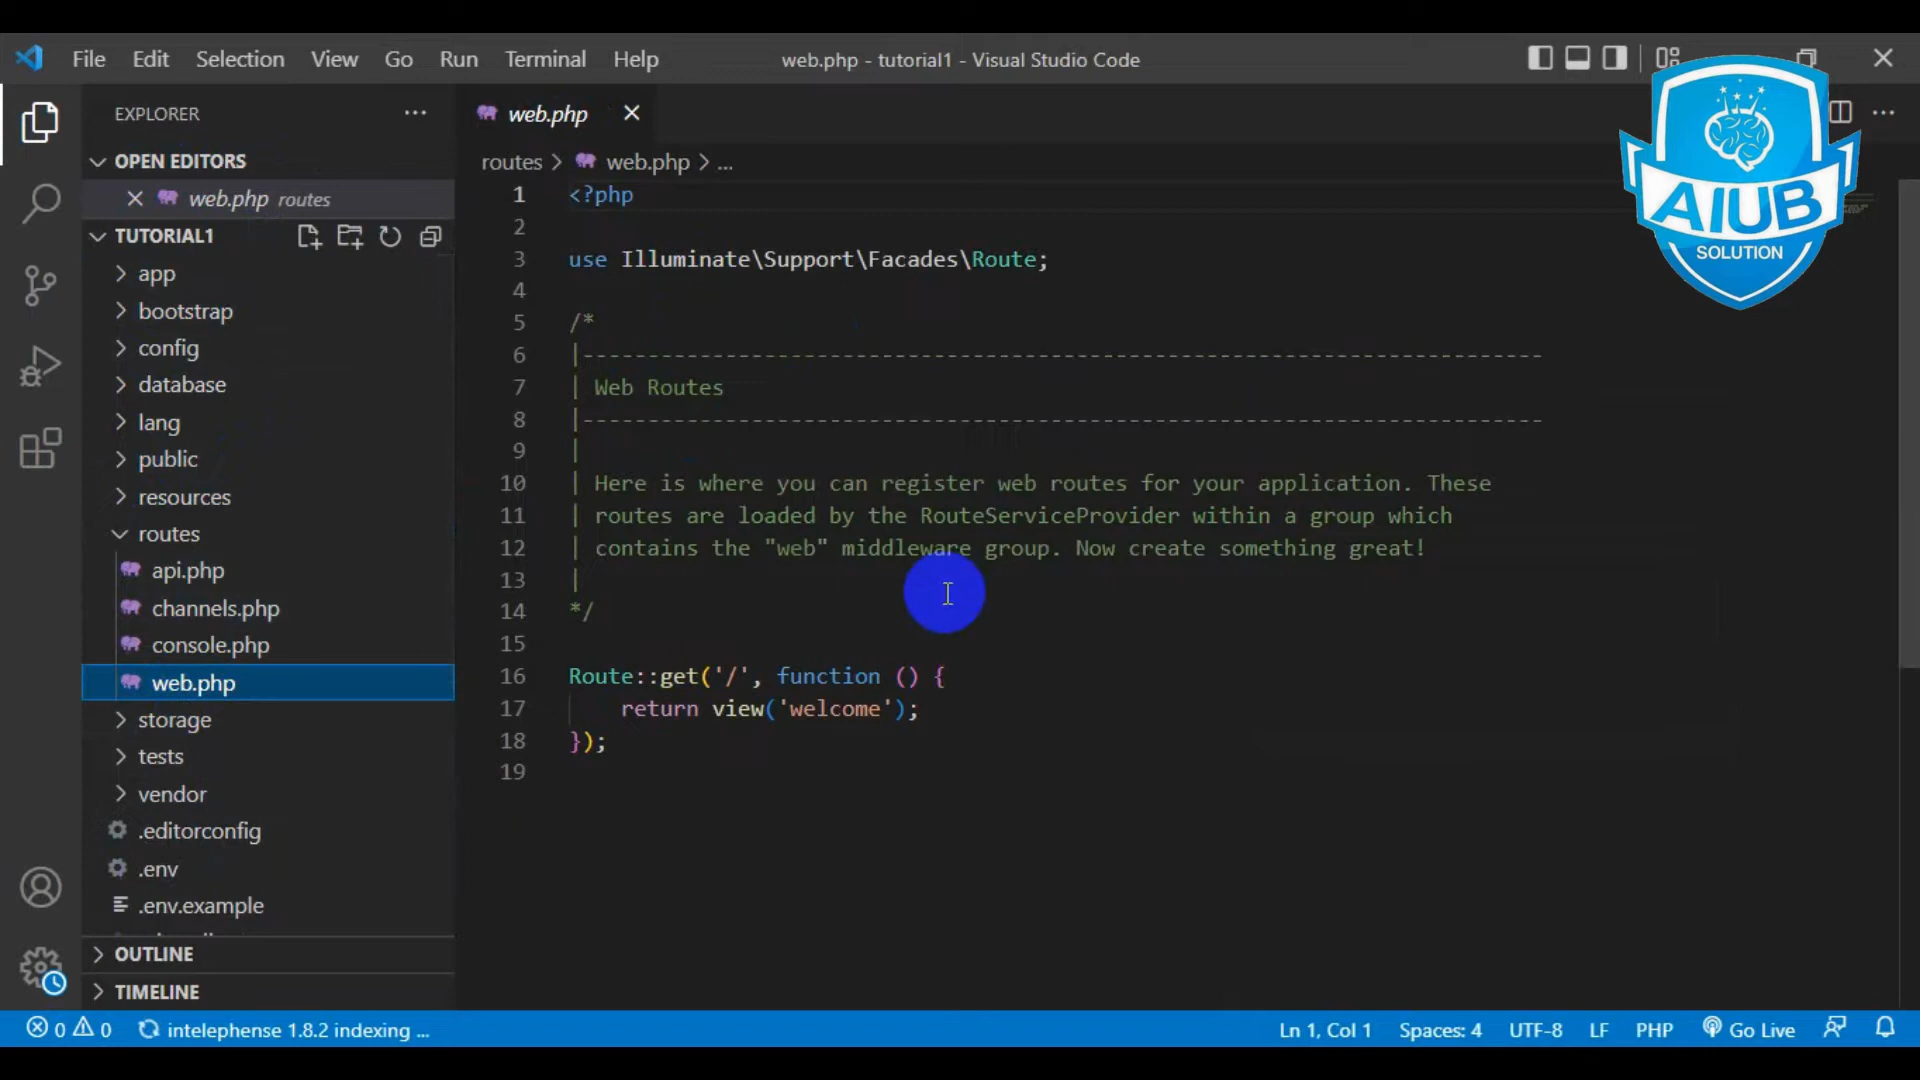 File Edit Selection View Go Run Terminal Help
web.php - tutorial1 - Visual Studio Code
EXPLORER
OPEN EDITORS
web.php routes
TUTORIAL1
app
bootstrap
config
database
lang
public
resources
routes
api.php
channels.php
console.php
web.php
storage
tests
vendor
.editorconfig
.env
.env.example
OUTLINE
TIMELINE
web.php
routes > web.php > ...
1 <?php
2
3 use Illuminate\Support\Facades\Route;
4
5 /*
6 |--------------------------------------------------------------------------
7 | Web Routes
8 |--------------------------------------------------------------------------
9 |
10 | Here is where you can register web routes for your application. These
11 | routes are loaded by the RouteServiceProvider within a group which
12 | contains the "web" middleware group. Now create something great!
13 |
14 */
15
16 Route::get('/', function () {
17 return view('welcome');
18 });
19
AIUB
SOLUTION
0 0 intelephense 1.8.2 indexing ...
Ln 1, Col 1 Spaces: 4 UTF-8 LF PHP Go Live